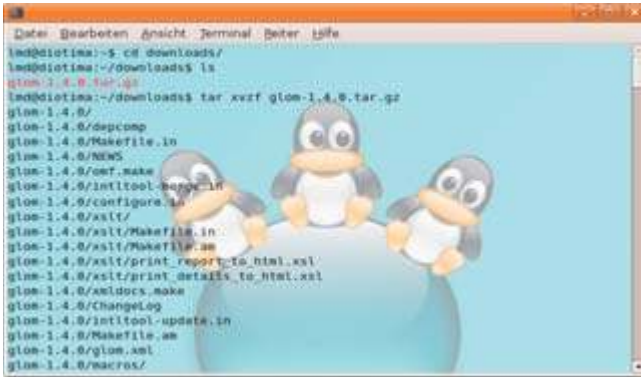 Datei Bearbeiten Ansicht Terminal Reiter Hilfe
lmd@diotima:~$ cd downloads/
lmd@diotima:~/downloads$ ls
glom-1.4.0.tar.gz
lmd@diotima:~/downloads$ tar xvzf glom-1.4.0.tar.gz
glom-1.4.0/
glom-1.4.0/depcomp
glom-1.4.0/Makefile.in
glom-1.4.0/NEWS
glom-1.4.0/omf.make
glom-1.4.0/intltool-merge.in
glom-1.4.0/configure.in
glom-1.4.0/xslt/
glom-1.4.0/xslt/Makefile.in
glom-1.4.0/xslt/Makefile.am
glom-1.4.0/xslt/print_report_to_html.xsl
glom-1.4.0/xslt/print_details_to_html.xsl
glom-1.4.0/xmldocs.make
glom-1.4.0/ChangeLog
glom-1.4.0/intltool-update.in
glom-1.4.0/Makefile.am
glom-1.4.0/glom.xml
glom-1.4.0/macros/